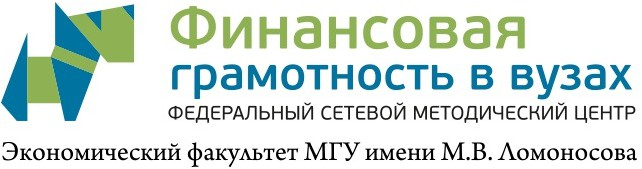 Финансовая
грамотность в вузах
ФЕДЕРАЛЬНЫЙ СЕТЕВОЙ МЕТОДИЧЕСКИЙ ЦЕНТР
Экономический факультет МГУ имени М.В. Ломоносова